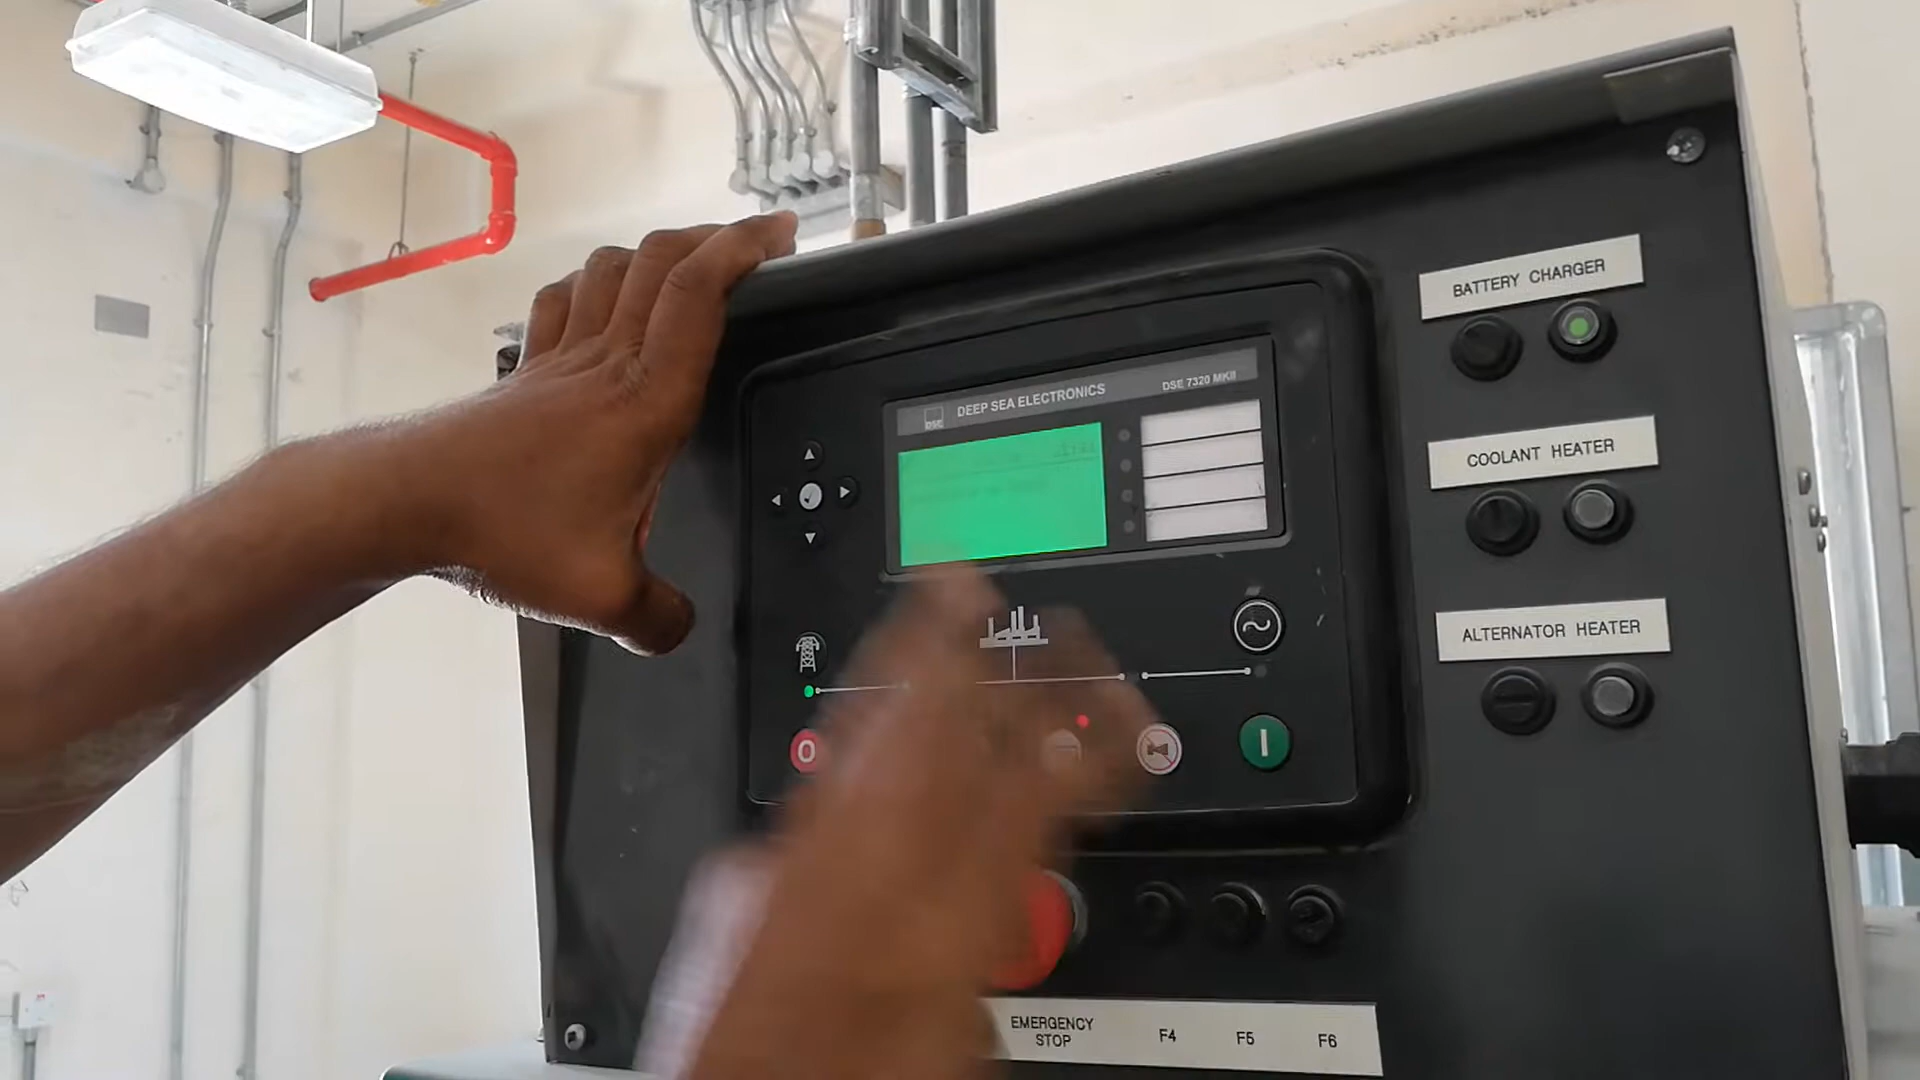 BATTERY CHARGER
DSE
DEEP SEA ELECTRONICS
DSE 7320 MKII
COOLANT HEATER
ALTERNATOR HEATER
O
I
EMERGENCY
STOP
F4
F5
F6